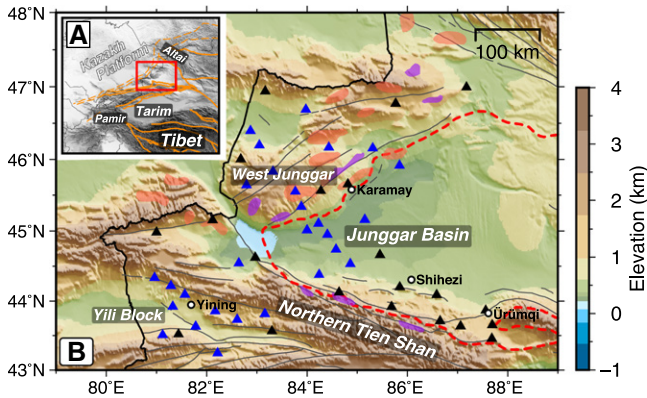 48°N
47°N
46°N
45°N
44°N
43°N
A
Kazakh
Platform
Altai
Pamir
Tarim
Tibet
100 km
West Junggar
Karamay
Junggar Basin
Shihezi
Yining
Yili Block
Northern Tien Shan
Ürümqi
B
80°E
82°E
84°E
86°E
88°E
4
3
2
1
0
−1
Elevation (km)